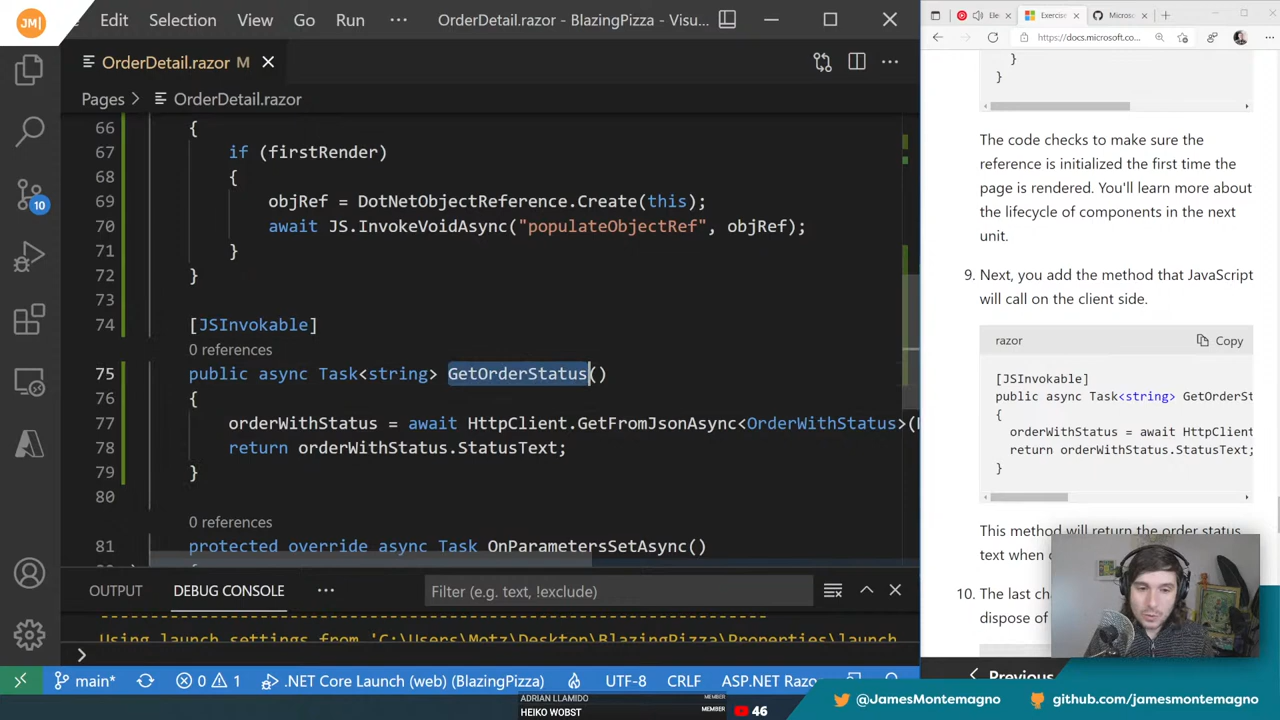 JM|
Edit Selection View Go Run ··· OrderDetail.razor - BlazingPizza - Visu...
OrderDetail.razor M
Pages > OrderDetail.razor
66 {
67 if (firstRender)
68 {
69 objRef = DotNetObjectReference.Create(this);
70 await JS.InvokeVoidAsync("populateObjectRef", objRef);
71 }
72 }
73
74 [JSInvokable]
0 references
75 public async Task<string> GetOrderStatus()
76 {
77 orderWithStatus = await HttpClient.GetFromJsonAsync<OrderWithStatus>(
78 return orderWithStatus.StatusText;
79 }
80
0 references
81 protected override async Task OnParametersSetAsync()
10
OUTPUT DEBUG CONSOLE ··· Filter (e.g. text, !exclude)
Using launch settings from 'C:\Users\Motz\Desktop\BlazingPizza\Properties\launch
>
main* 0 1 .NET Core Launch (web) (BlazingPizza) UTF-8 CRLF ASP.NET Razo
ADRIAN LLAMIDO MEMBER
HEIKO WOBST MEMBER
46
Ele
Exercise
Micros
https://docs.microsoft.co...
}
}
The code checks to make sure the
reference is initialized the first time the
page is rendered. You'll learn more about
the lifecycle of components in the next
unit.
9. Next, you add the method that JavaScript
will call on the client side.
razor Copy
[JSInvokable]
public async Task<string> GetOrderSt
{
orderWithStatus = await HttpClient
return orderWithStatus.StatusText;
}
This method will return the order status
text when
10. The last ch
dispose of
Previous
@JamesMontemagno github.com/jamesmontemagno